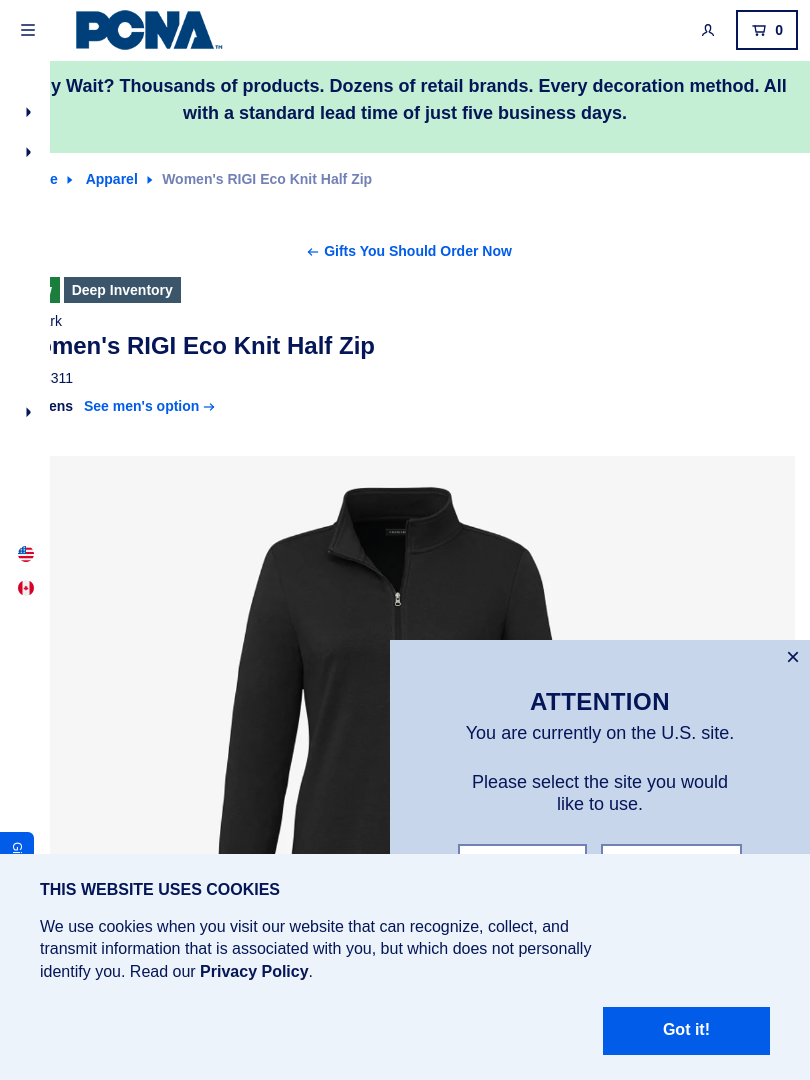 PCNA
0
y Wait? Thousands of products. Dozens of retail brands. Every decoration method. All
with a standard lead time of just five business days.
e Apparel Women's RIGI Eco Knit Half Zip
← Gifts You Should Order Now
Deep Inventory
rk
omen's RIGI Eco Knit Half Zip
311
ens See men's option →
ATTENTION
You are currently on the U.S. site.
Please select the site you would
like to use.
THIS WEBSITE USES COOKIES
We use cookies when you visit our website that can recognize, collect, and
transmit information that is associated with you, but which does not personally
identify you. Read our Privacy Policy.
Got it!